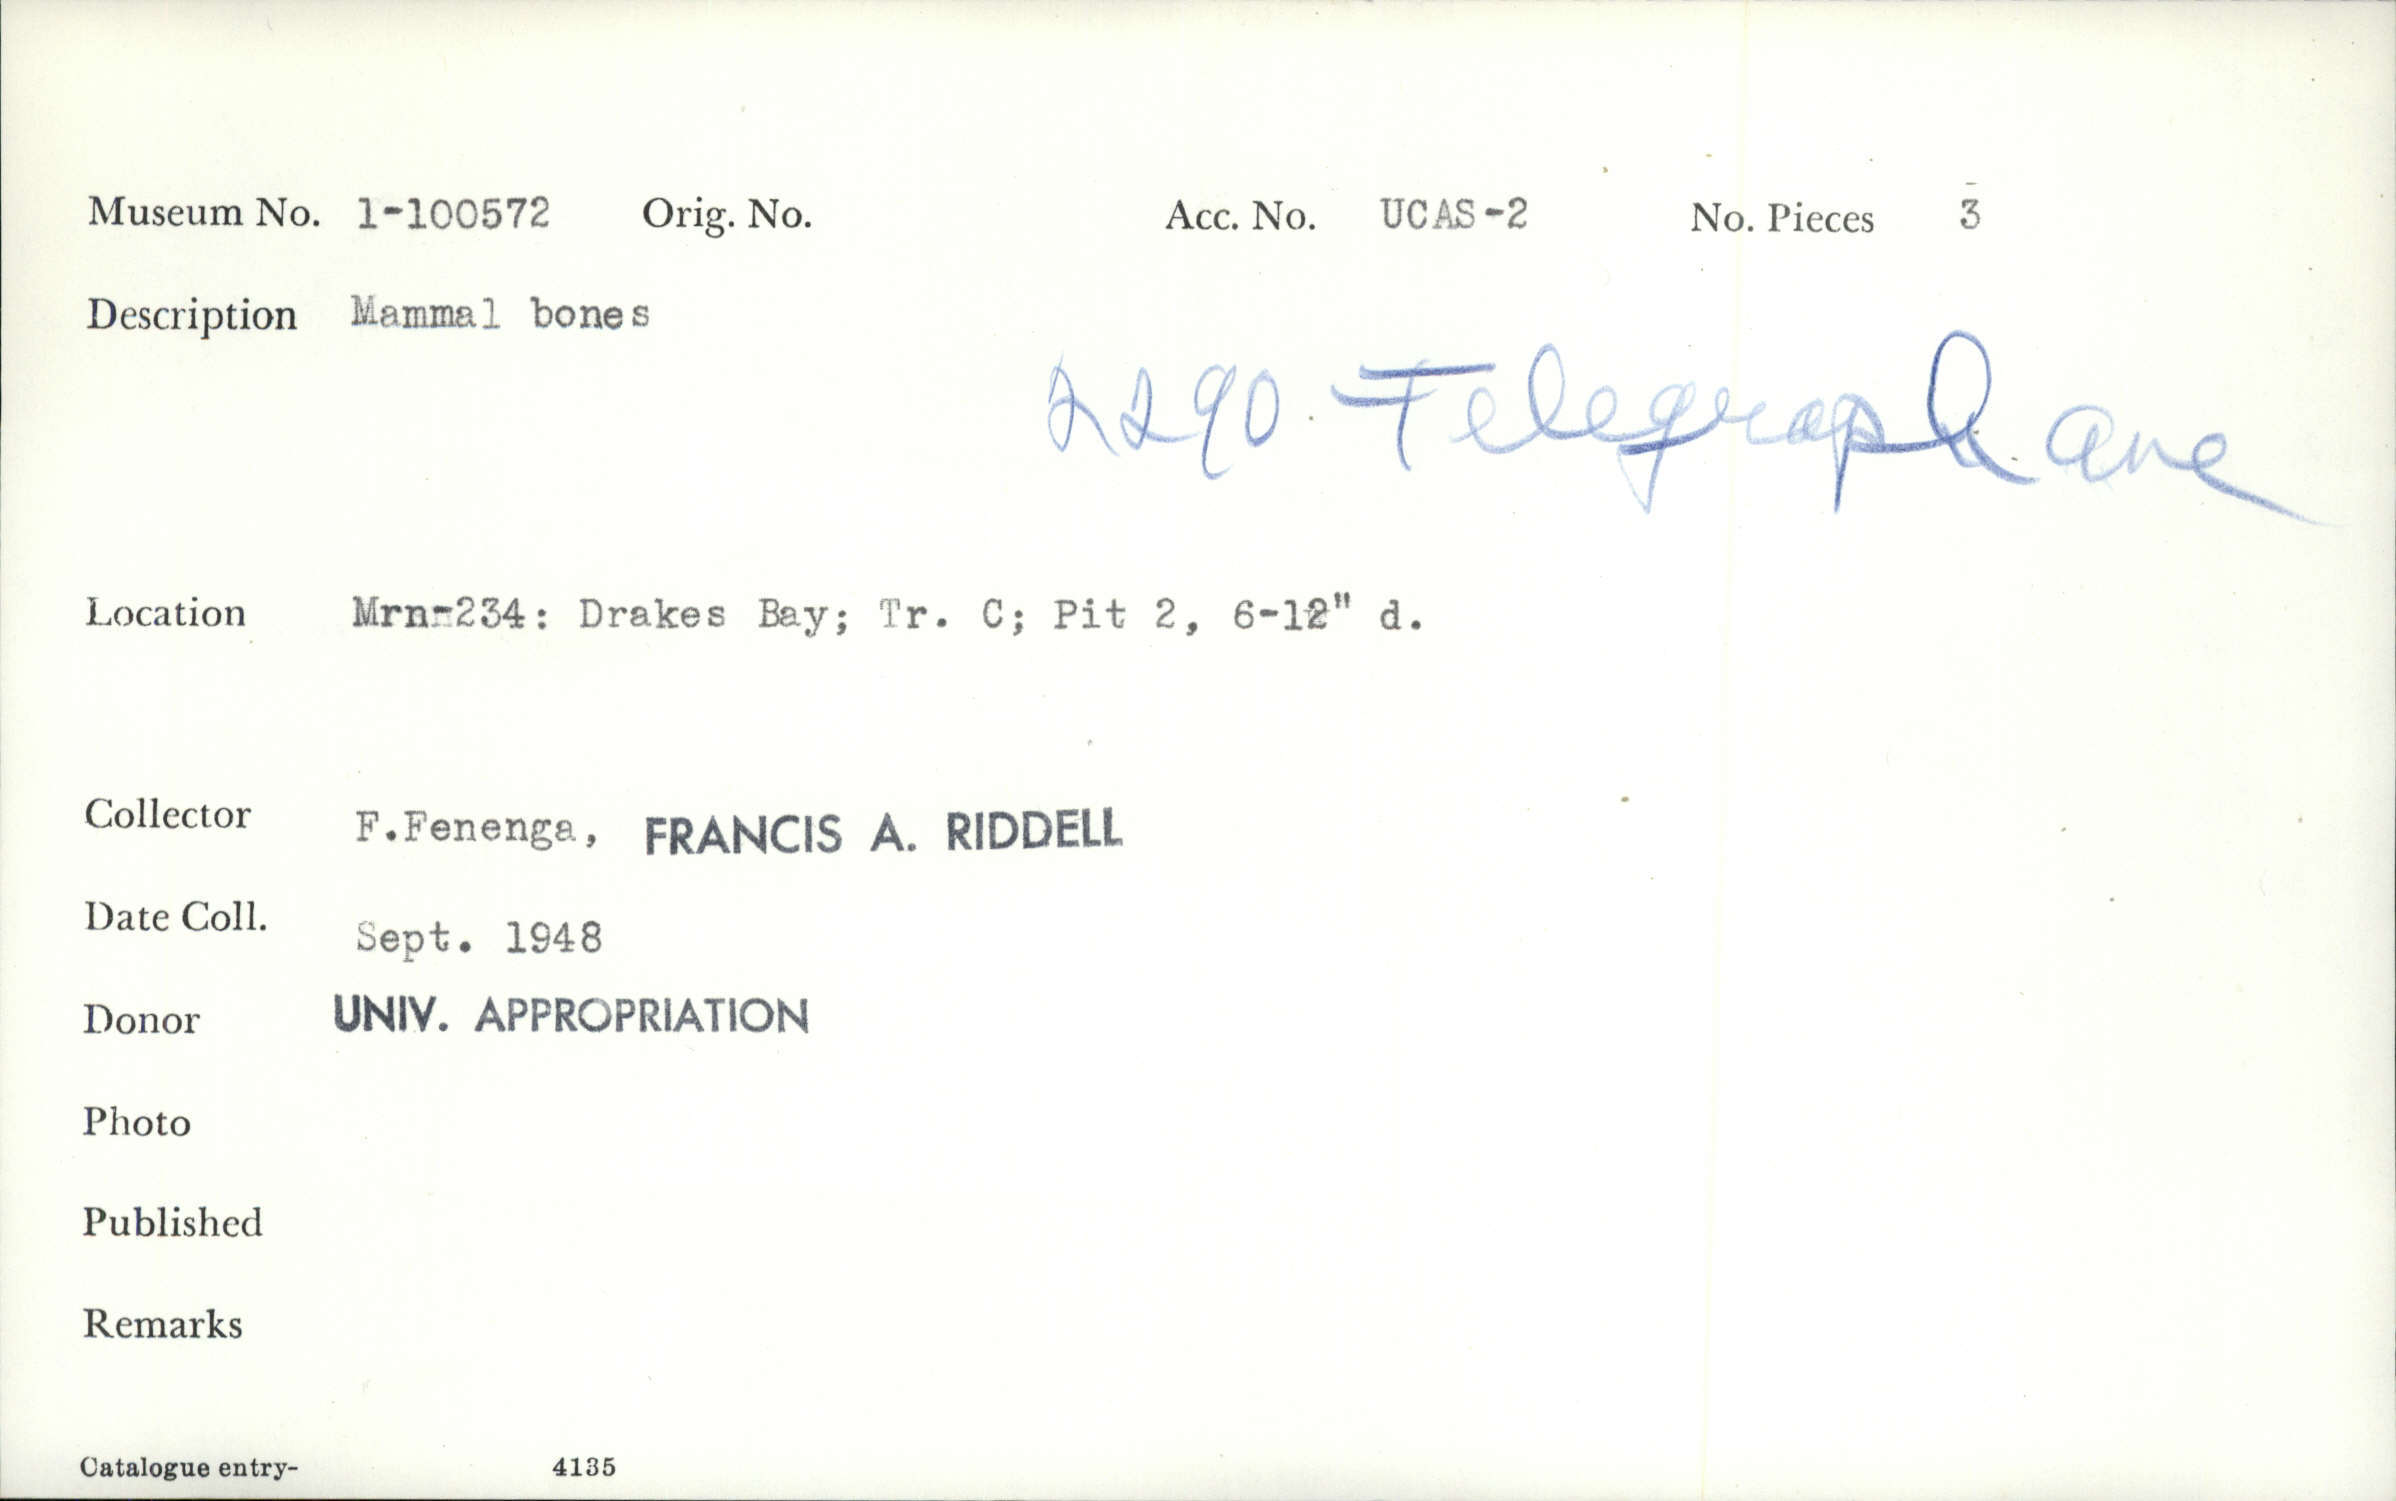 Museum No. 1-100572 Orig. No. Acc. No. UCAS-2 No. Pieces 3
Description Mammal bones
2290 Telegraph ave
Location Mrn-234: Drakes Bay; Tr. C; Pit 2, 6-12" d.
Collector F.Fenenga, FRANCIS A. RIDDELL
Date Coll. Sept. 1948
Donor UNIV. APPROPRIATION
Photo
Published
Remarks
Catalogue entry- 4135